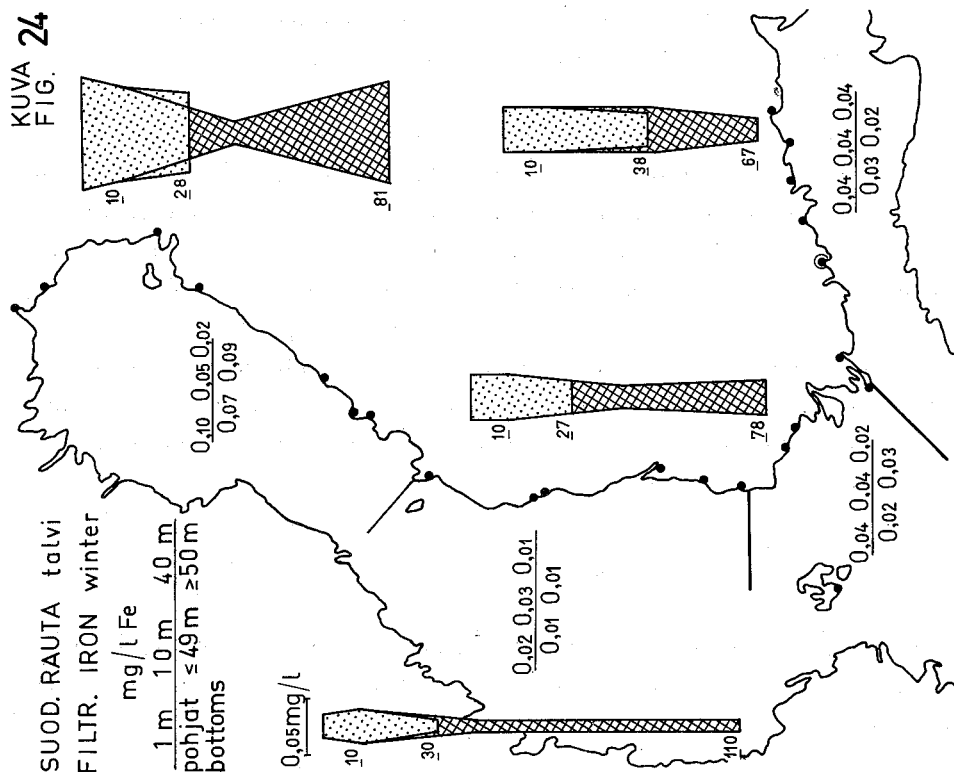 KUVA 24
FIG.
SUOD. RAUTA talvi
FILTR. IRON winter
mg/l Fe
1 m 10 m 40 m
pohjat ≤49 m ≥50 m
bottoms
0,05mg/l
10
30
110
10
28
81
10
27
78
10
38
67
0,10 0,05 0,02
0,07 0,09
0,02 0,03 0,01
0,01 0,01
0,04 0,04 0,02
0,02 0,03
0,04 0,04 0,04
0,03 0,02